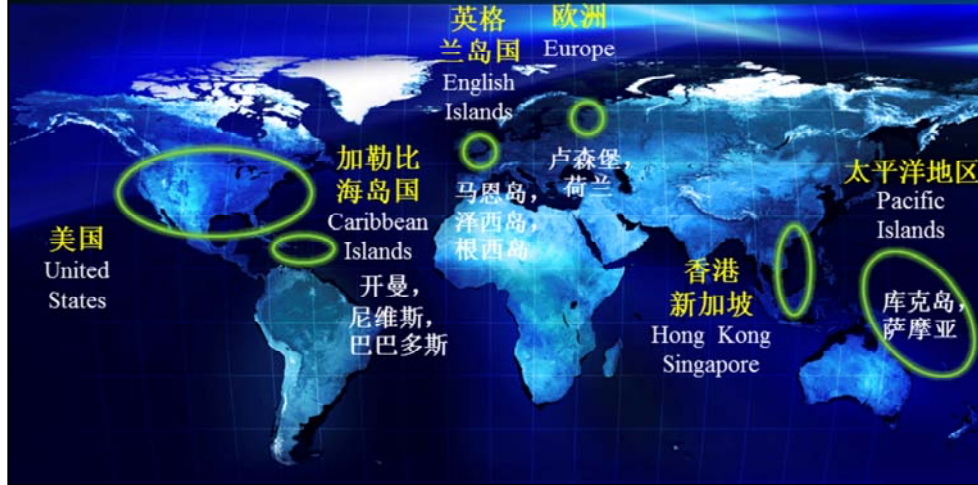 英格
兰岛国
English
Islands
欧洲
Europe
卢森堡，
荷兰
马恩岛，
泽西岛，
根西岛
加勒比
海岛国
Caribbean
Islands
开曼，
尼维斯，
巴巴多斯
美国
United
States
香港
新加坡
Hong Kong
Singapore
太平洋地区
Pacific
Islands
库克岛，
萨摩亚